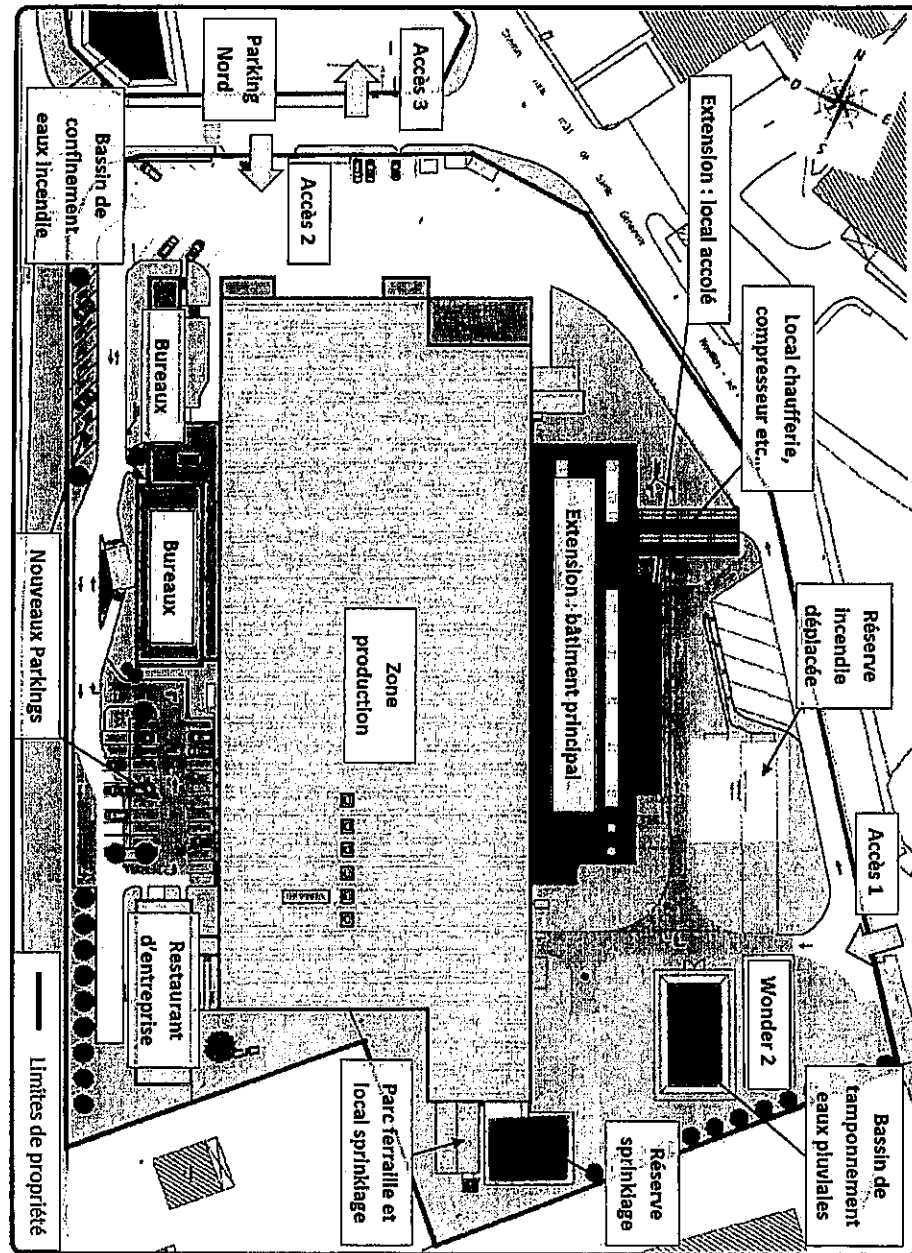 Parking
Nord
Accès 3
Bassin de
confinement
eaux incendie
Accès 2
Extension : local accolé
Local chaufferie,
compresseur etc...
Réserve
incendie
déplacée
Accès 1
Bureaux
Bureaux
Extension : bâtiment principal
Zone
production
Nouveaux Parkings
Restaurant
d'entreprise
Wonder 2
Bassin de
tamponnement
eaux pluviales
Réserve
sprinklage
Parc ferraille et
local sprinklage
Limites de propriété
N
E
S
O